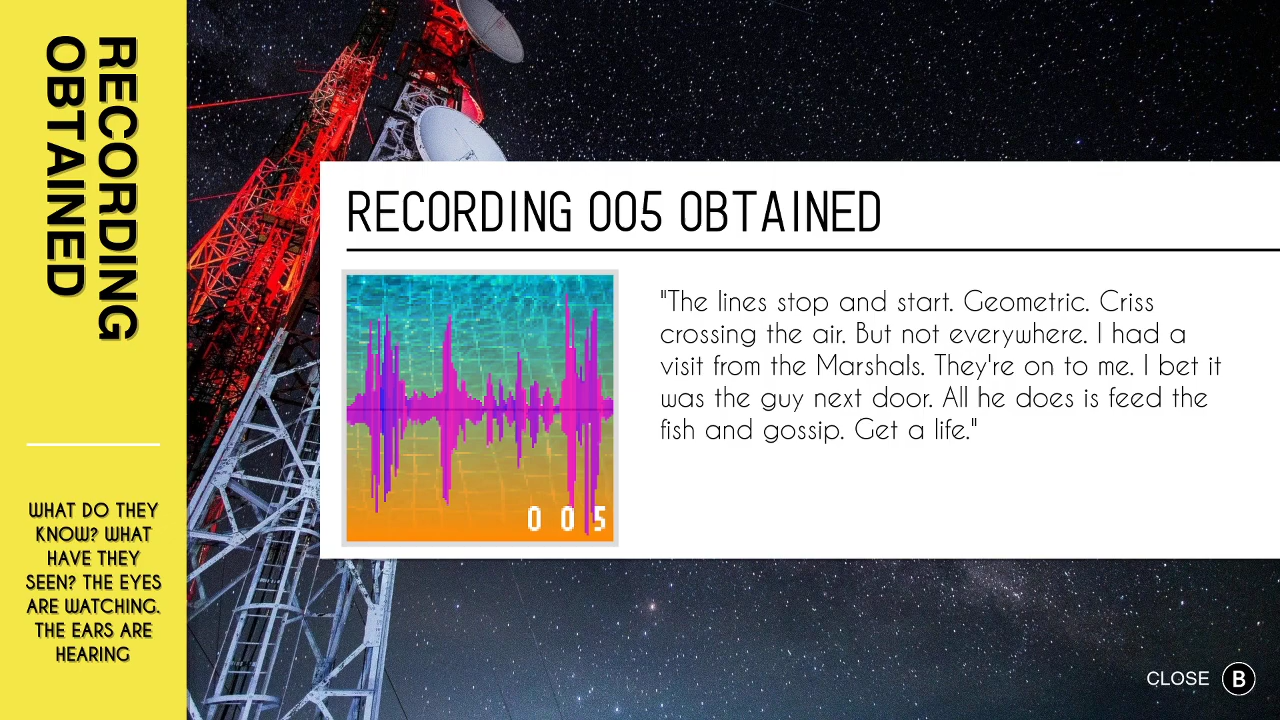 RECORDING
OBTAINED
WHAT DO THEY
KNOW? WHAT
HAVE THEY
SEEN? THE EYES
ARE WATCHING.
THE EARS ARE
HEARING
RECORDING 005 OBTAINED
005
"The lines stop and start. Geometric. Criss
crossing the air. But not everywhere. I had a
visit from the Marshals. They're on to me. I bet it
was the guy next door. All he does is feed the
fish and gossip. Get a life."
CLOSE B